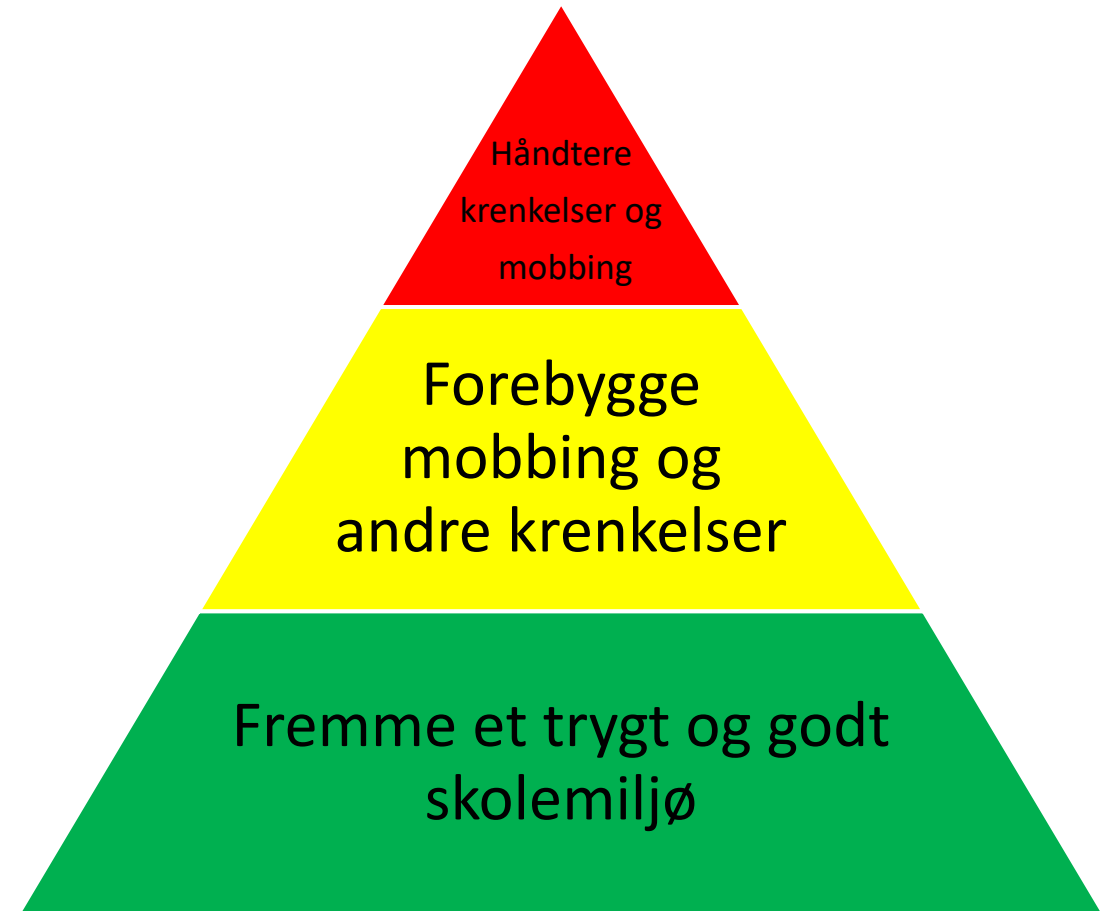 Håndtere
krenkelser og
mobbing
Forebygge
mobbing og
andre krenkelser
Fremme et trygt og godt
skolemiljø